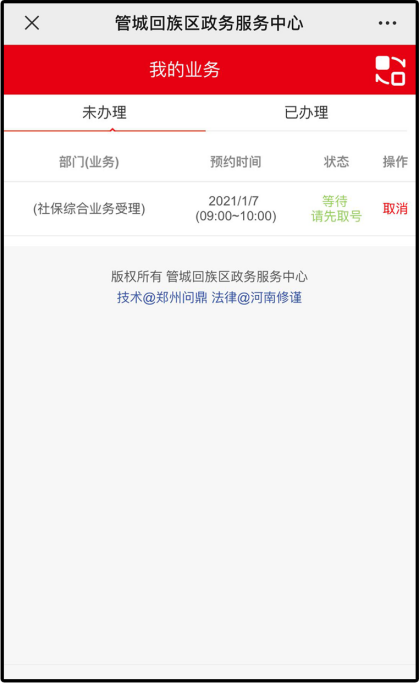 管城回族区政务服务中心
我的业务
未办理 已办理
部门(业务) 预约时间 状态 操作
(社保综合业务受理) 2021/1/7 (09:00~10:00) 等待 请先取号 取消
版权所有 管城回族区政务服务中心
技术@郑州问鼎 法律@河南修谨